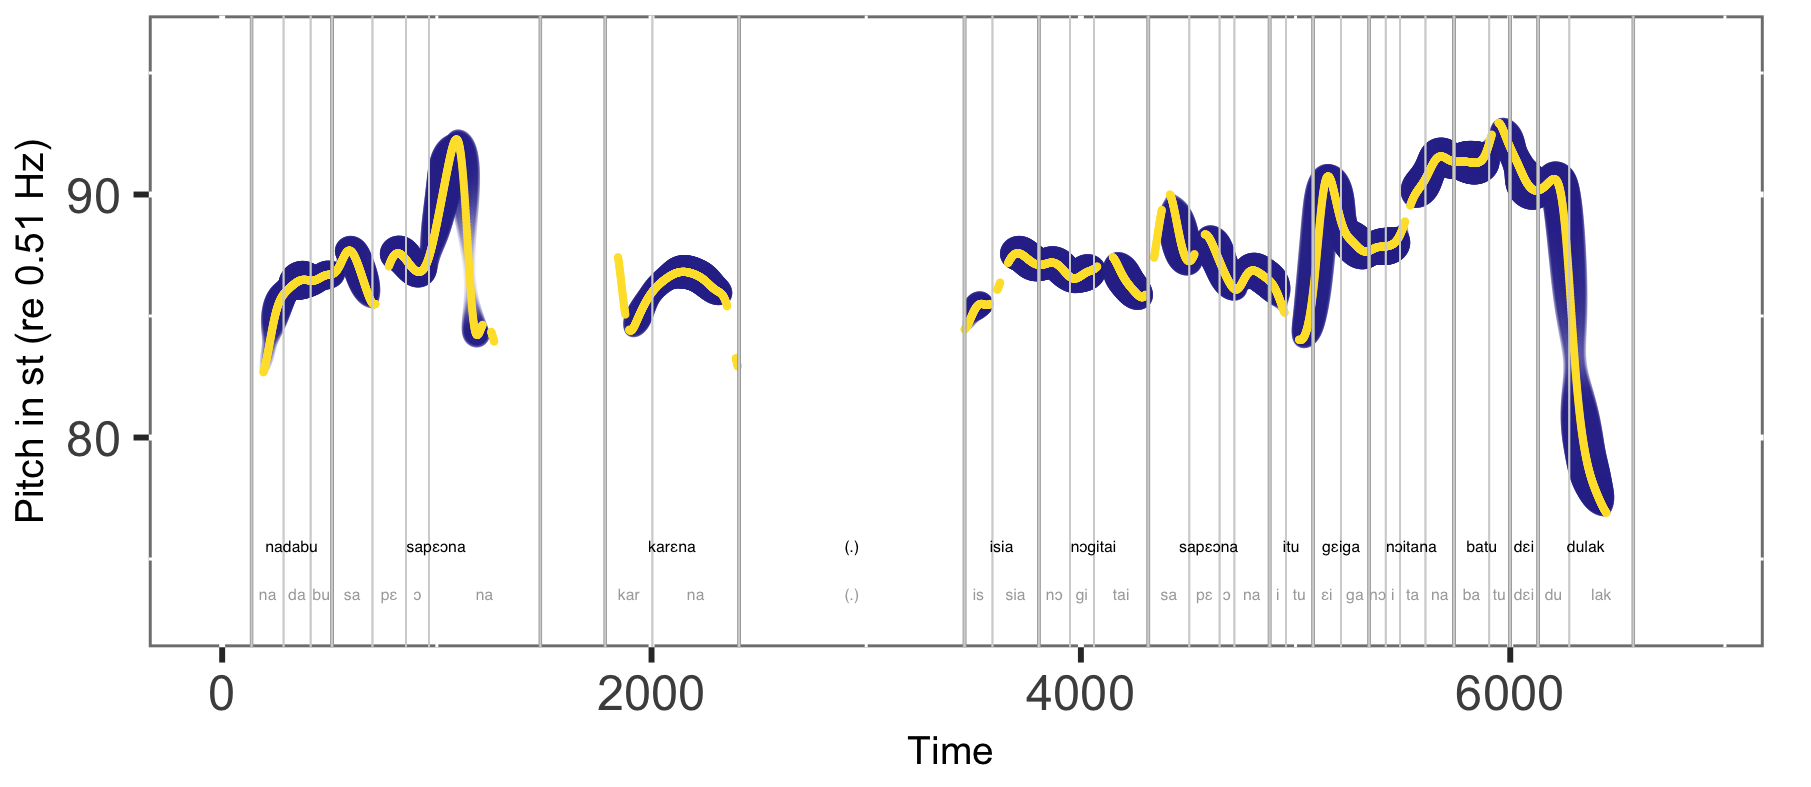 Pitch in st (re 0.51 Hz)
90
80
nadabu sapɛɔna karɛna (.) isia nɔgitai sapɛɔna itu gɛiga nɔitana batu dɛi dulak
na da bu sa pɛ ɔ na kar na (.) is sia nɔ gi tai sa pɛ ɔ na i tu ɛi ga nɔ i ta na ba tu dɛi du lak
0 2000 4000 6000
Time